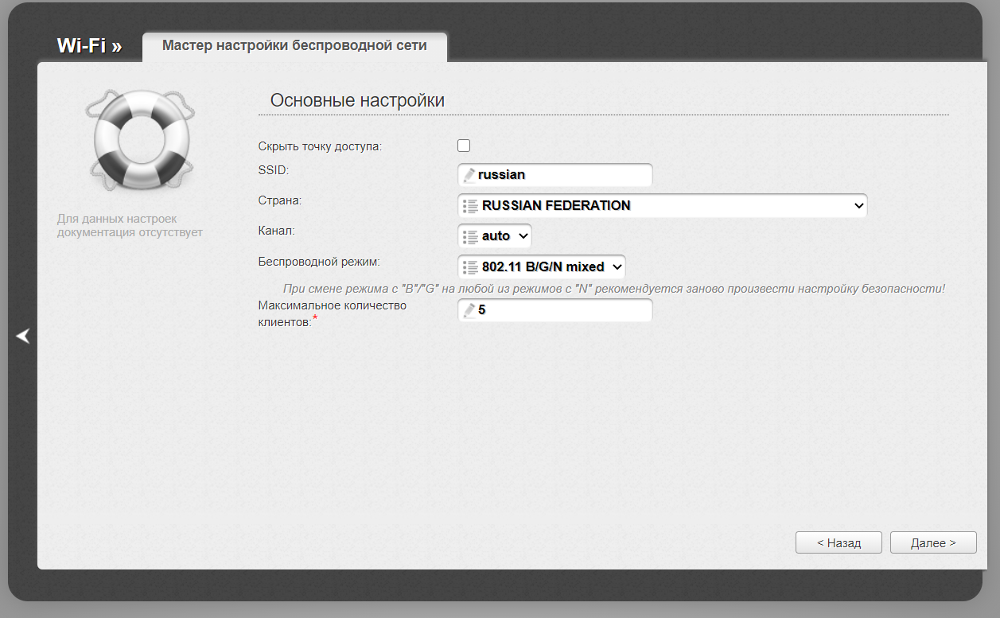 Wi-Fi »
Мастер настройки беспроводной сети
Основные настройки
Для данных настроек
документация отсутствует
Скрыть точку доступа:
SSID: russian
Страна: RUSSIAN FEDERATION
Канал: auto
Беспроводной режим: 802.11 B/G/N mixed
При смене режима с "B"/"G" на любой из режимов с "N" рекомендуется заново произвести настройку безопасности!
Максимальное количество
клиентов:* 5
< Назад
Далее >